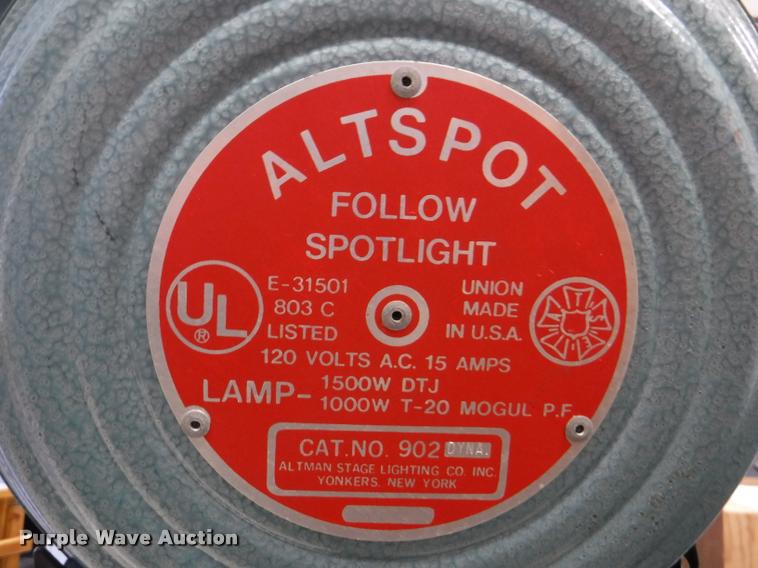 ALTSPOT
FOLLOW
SPOTLIGHT
UL
®
E-31501
803 C
LISTED
UNION
MADE
IN U.S.A.
I.A.T.S.E.
120 VOLTS A.C. 15 AMPS
LAMP- 1500W DTJ
1000W T-20 MOGUL P.F.
CAT.NO. 902 DYNA.
ALTMAN STAGE LIGHTING CO. INC.
YONKERS, NEW YORK
Purple Wave Auction